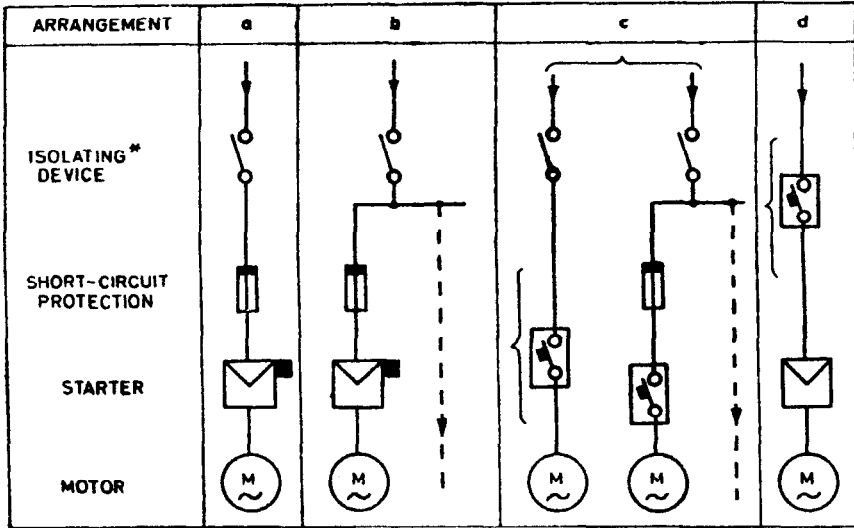 ARRANGEMENT a b c d
ISOLATING*
DEVICE
SHORT-CIRCUIT
PROTECTION
STARTER
MOTOR M M M M M
~ ~ ~ ~ ~